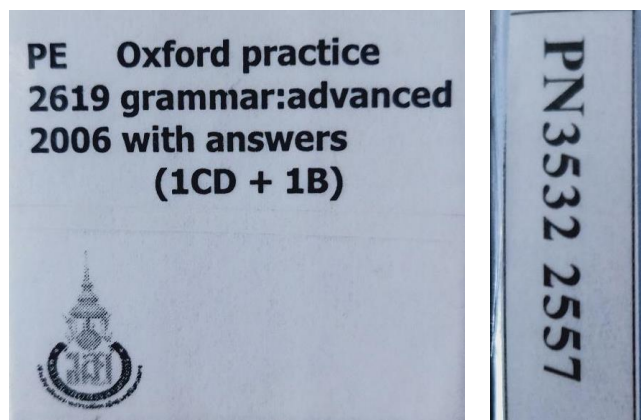 PE Oxford practice
2619 grammar:advanced
2006 with answers
(1CD + 1B)
PN3532 2557